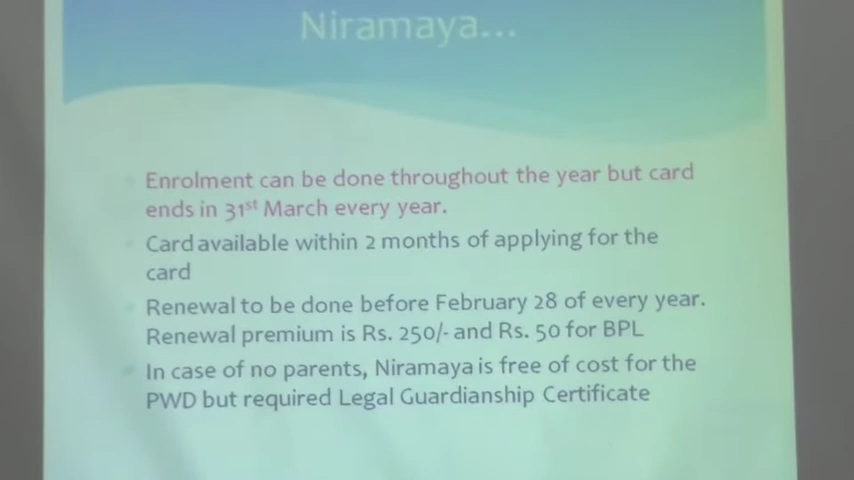 Niramaya...
Enrolment can be done throughout the year but card
ends in 31st March every year.
Card available within 2 months of applying for the
card
Renewal to be done before February 28 of every year.
Renewal premium is Rs. 250/- and Rs. 50 for BPL
In case of no parents, Niramaya is free of cost for the
PWD but required Legal Guardianship Certificate